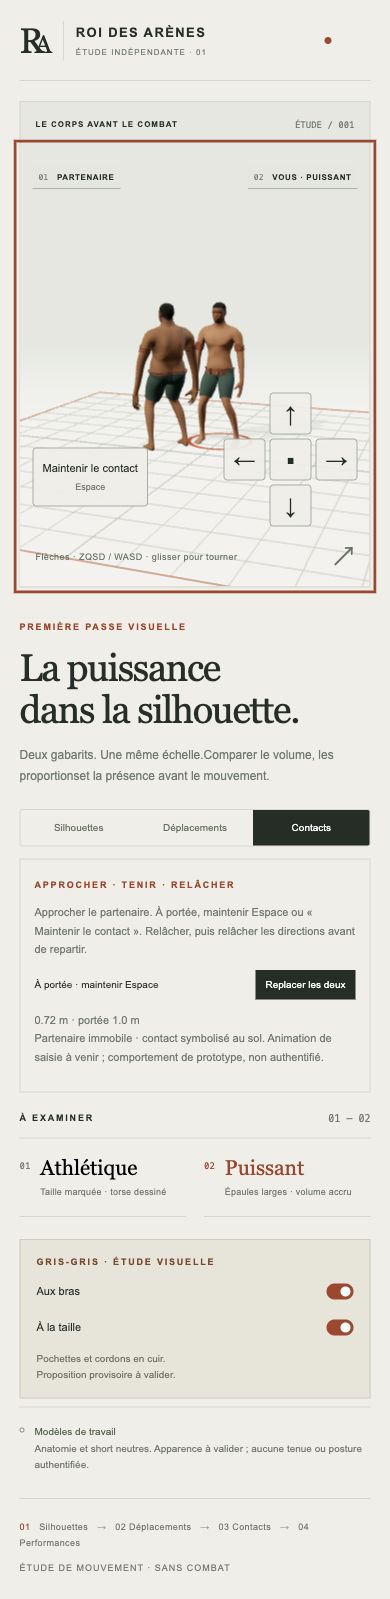 RA
ROI DES ARÈNES
ÉTUDE INDÉPENDANTE · 01
LE CORPS AVANT LE COMBAT
ÉTUDE / 001
01 PARTENAIRE
02 VOUS · PUISSANT
↑
Maintenir le contact
Espace
← ■ →
↓
Flèches · ZQSD / WASD · glisser pour tourner
PREMIÈRE PASSE VISUELLE
La puissance
dans la silhouette.
Deux gabarits. Une même échelle.Comparer le volume, les
proportionset la présence avant le mouvement.
Silhouettes
Déplacements
Contacts
APPROCHER · TENIR · RELÂCHER
Approcher le partenaire. À portée, maintenir Espace ou «
Maintenir le contact ». Relâcher, puis relâcher les directions avant
de repartir.
À portée · maintenir Espace
Replacer les deux
0.72 m · portée 1.0 m
Partenaire immobile · contact symbolisé au sol. Animation de
saisie à venir ; comportement de prototype, non authentifié.
À EXAMINER
01 — 02
01 Athlétique
Taille marquée · torse dessiné
02 Puissant
Épaules larges · volume accru
GRIS-GRIS · ÉTUDE VISUELLE
Aux bras
À la taille
Pochettes et cordons en cuir.
Proposition provisoire à valider.
Modèles de travail
Anatomie et short neutres. Apparence à valider ; aucune tenue ou posture
authentifiée.
01 Silhouettes → 02 Déplacements → 03 Contacts → 04
Performances
ÉTUDE DE MOUVEMENT · SANS COMBAT